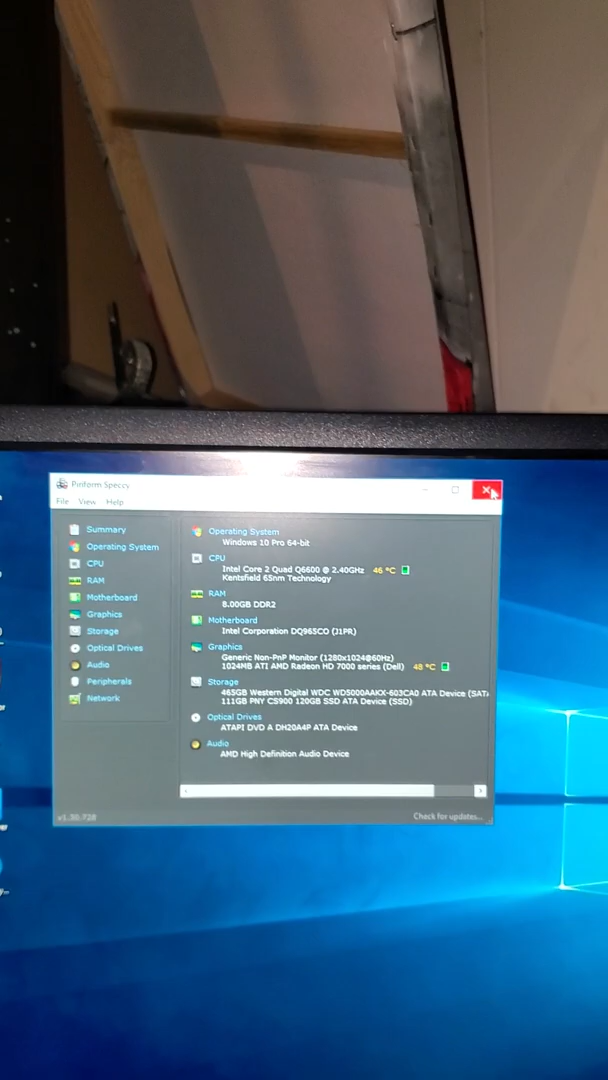 Piriform Speccy
File View Help
Summary
Operating System
CPU
RAM
Motherboard
Graphics
Storage
Optical Drives
Audio
Peripherals
Network
Operating System
Windows 10 Pro 64-bit
CPU
Intel Core 2 Quad Q6600 @ 2.40GHz 46 °C
Kentsfield 65nm Technology
RAM
8.00GB DDR2
Motherboard
Intel Corporation DQ965CO (J1PR)
Graphics
Generic Non-PnP Monitor (1280x1024@60Hz)
1024MB ATI AMD Radeon HD 7000 series (Dell) 48 °C
Storage
465GB Western Digital WDC WD5000AAKX-603CA0 ATA Device (SATA
111GB PNY CS900 120GB SSD ATA Device (SSD)
Optical Drives
ATAPI DVD A DH20A4P ATA Device
Audio
AMD High Definition Audio Device
v1.30.728
Check for updates...